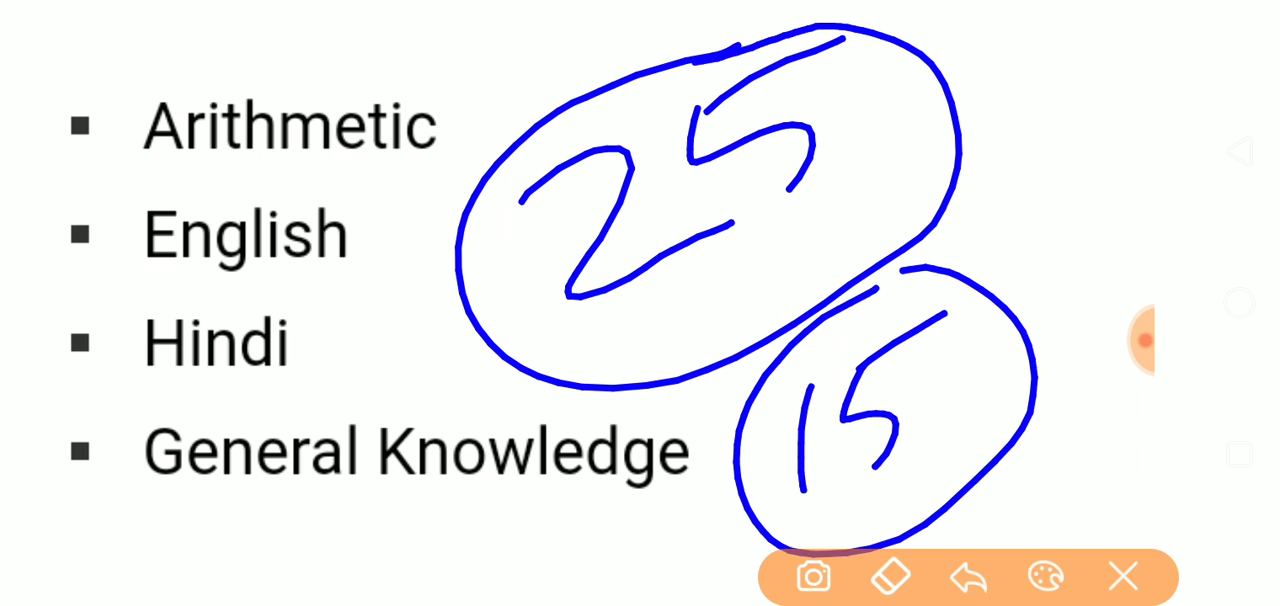 ▪ Arithmetic
25
▪ English
▪ Hindi
▪ General Knowledge
15